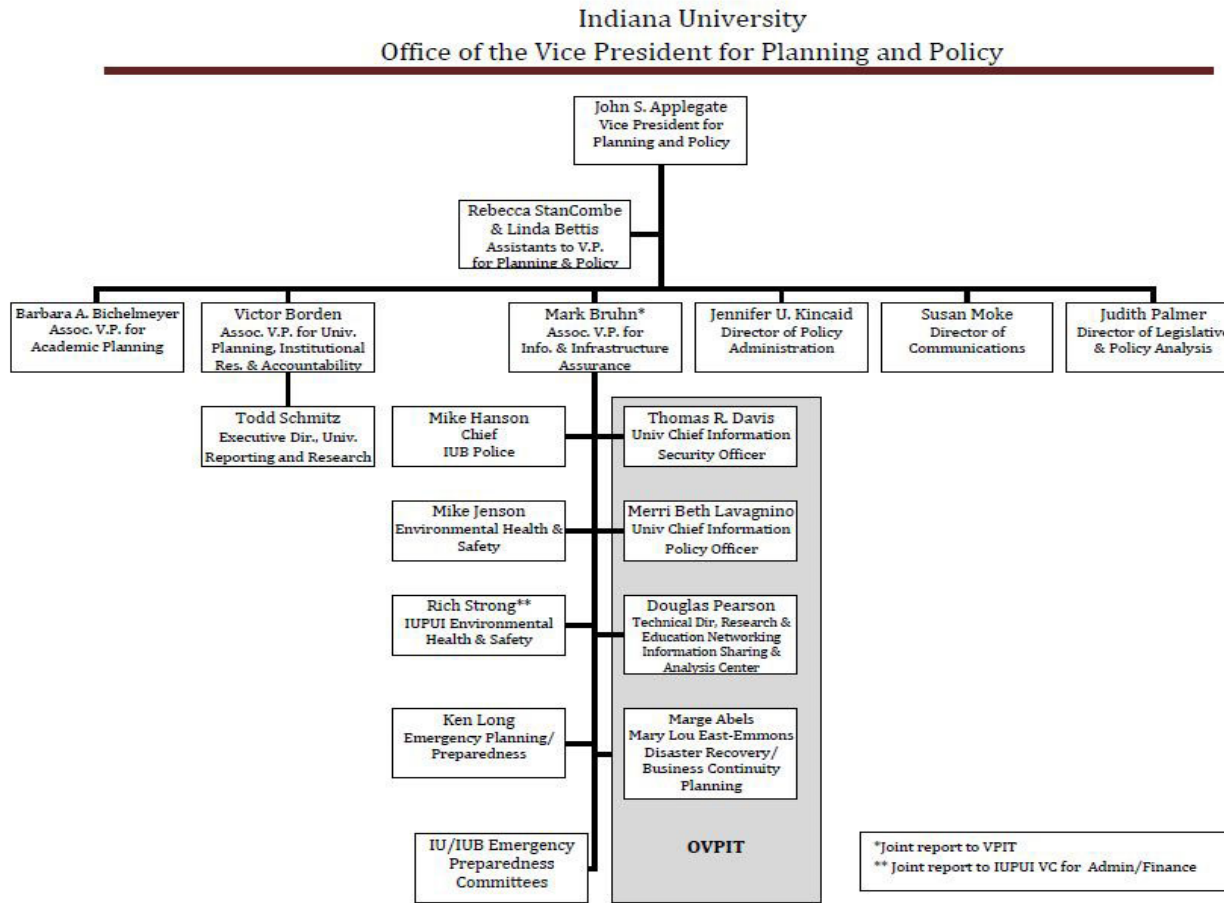 Indiana University
Office of the Vice President for Planning and Policy
John S. Applegate
Vice President for
Planning and Policy
Rebecca StanCombe
& Linda Bettis
Assistants to V.P.
for Planning & Policy
Barbara A. Bichelmeyer
Assoc. V.P. for
Academic Planning
Victor Borden
Assoc. V.P. for Univ.
Planning, Institutional
Res. & Accountability
Mark Bruhn*
Assoc. V.P. for
Info. & Infrastructure
Assurance
Jennifer U. Kincaid
Director of Policy
Administration
Susan Moke
Director of
Communications
Judith Palmer
Director of Legislative
& Policy Analysis
Todd Schmitz
Executive Dir., Univ.
Reporting and Research
Mike Hanson
Chief
IUB Police
Thomas R. Davis
Univ Chief Information
Security Officer
Mike Jenson
Environmental Health &
Safety
Merri Beth Lavagnino
Univ Chief Information
Policy Officer
Rich Strong**
IUPUI Environmental
Health & Safety
Douglas Pearson
Technical Dir, Research &
Education Networking
Information Sharing &
Analysis Center
Ken Long
Emergency Planning/
Preparedness
Marge Abels
Mary Lou East-Emmons
Disaster Recovery/
Business Continuity
Planning
IU/IUB Emergency
Preparedness
Committees
OVPIT
*Joint report to VPIT
** Joint report to IUPUI VC for Admin/Finance